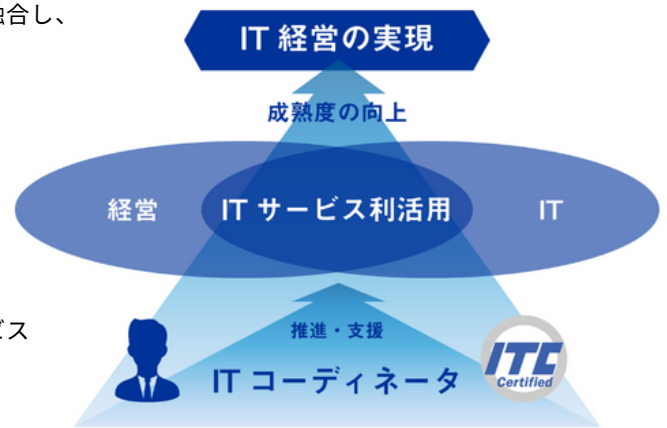 融合し、
IT 経営の実現
成熟度の向上
経営
IT サービス利活用
IT
ビス
推進・支援
IT コーディネータ
ITC
Certified